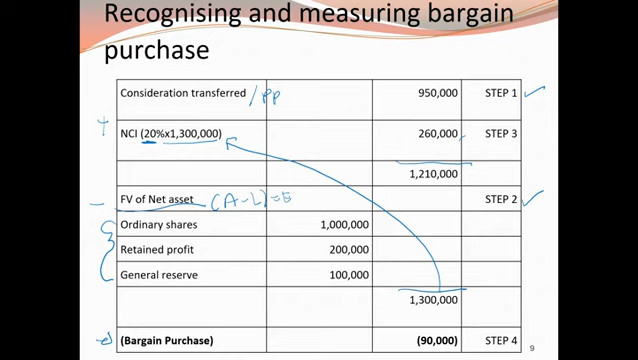 Recognising and measuring bargain
purchase
Consideration transferred /PP 950,000 STEP 1
+ NCI (20%x1,300,000) 260,000 STEP 3
1,210,000
– FV of Net asset (A-L)=E STEP 2
Ordinary shares 1,000,000
Retained profit 200,000
General reserve 100,000
1,300,000
(Bargain Purchase) (90,000) STEP 4
9